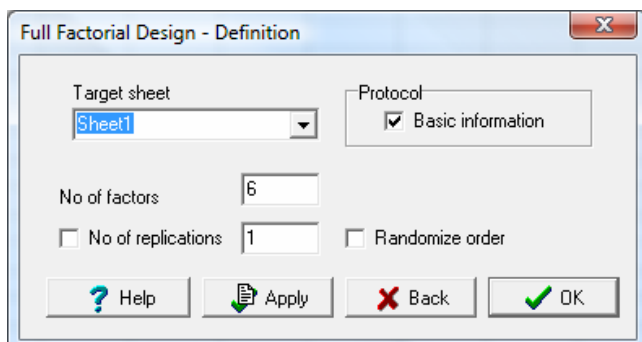 Full Factorial Design - Definition
Target sheet
Sheet1
Protocol
Basic information
No of factors
6
No of replications
1
Randomize order
? Help
Apply
Back
OK